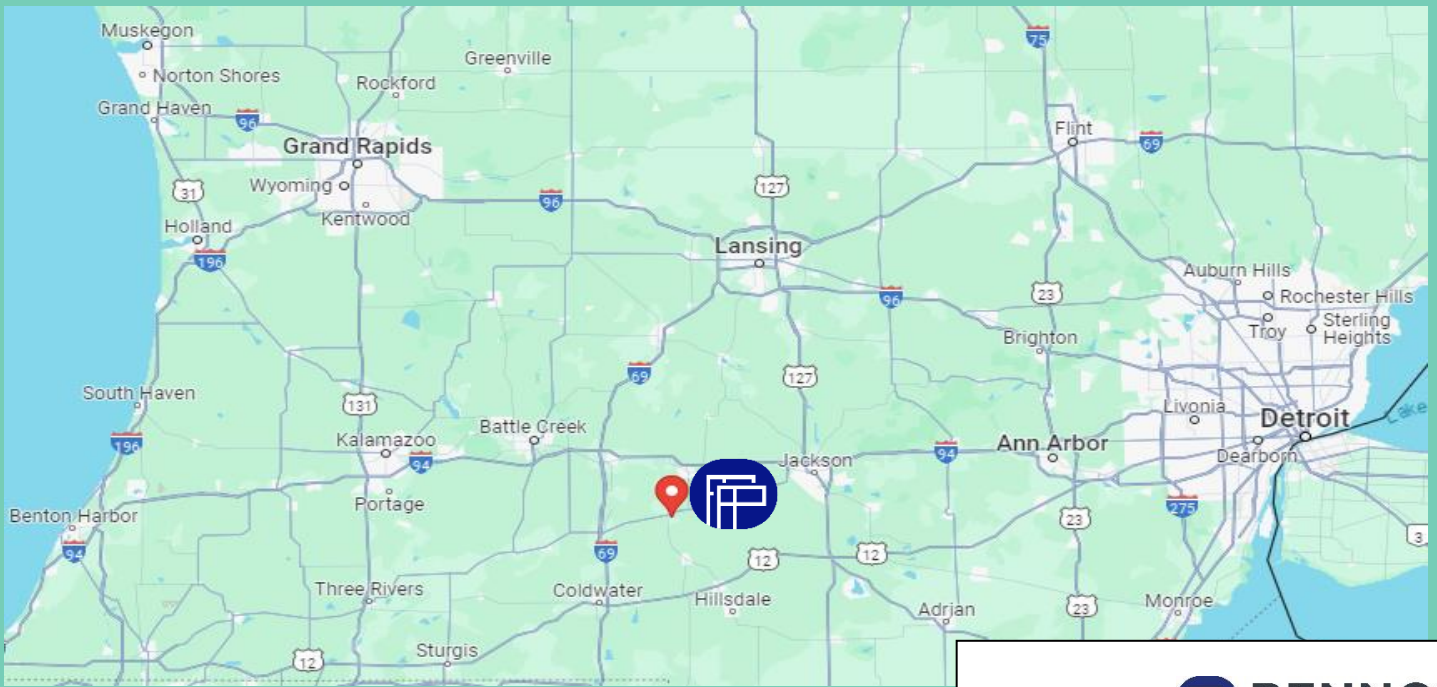 Muskegon
Norton Shores
Grand Haven
96
Rockford
Greenville
75
Grand Rapids
Wyoming
Kentwood
31
Holland
196
96
127
Flint
69
Lansing
96
23
Auburn Hills
Rochester Hills
Troy
Sterling
Heights
Brighton
South Haven
196
131
69
127
Kalamazoo
94
Battle Creek
Portage
Jackson
94
Ann Arbor
Livonia
Detroit
Dearborn
Lake
275
Benton Harbor
94
69
12
12
23
3
Three Rivers
Coldwater
Hillsdale
Adrian
23
Monroe
12
Sturgis